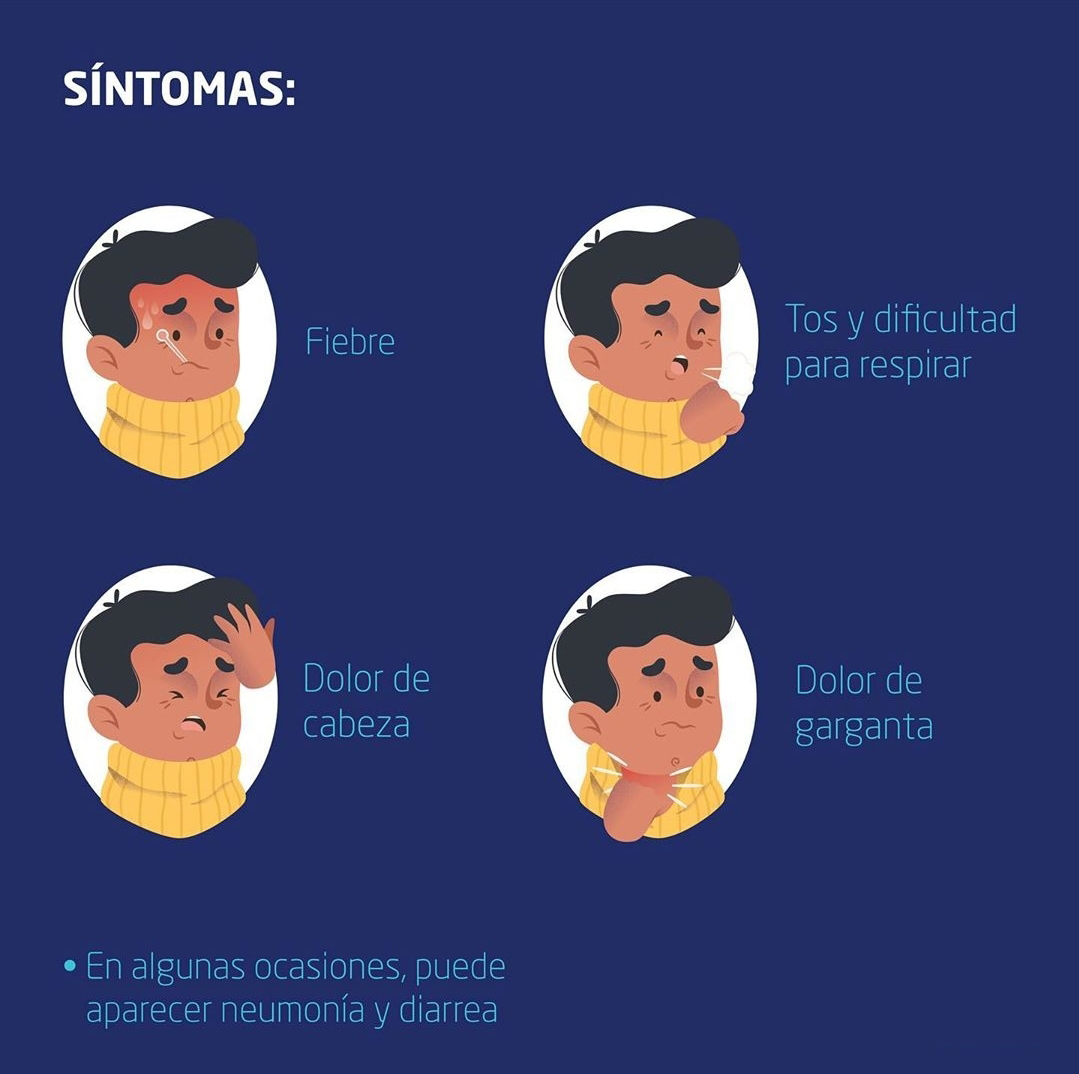 SÍNTOMAS:
Fiebre
Tos y dificultad
para respirar
Dolor de
cabeza
Dolor de
garganta
• En algunas ocasiones, puede
aparecer neumonía y diarrea